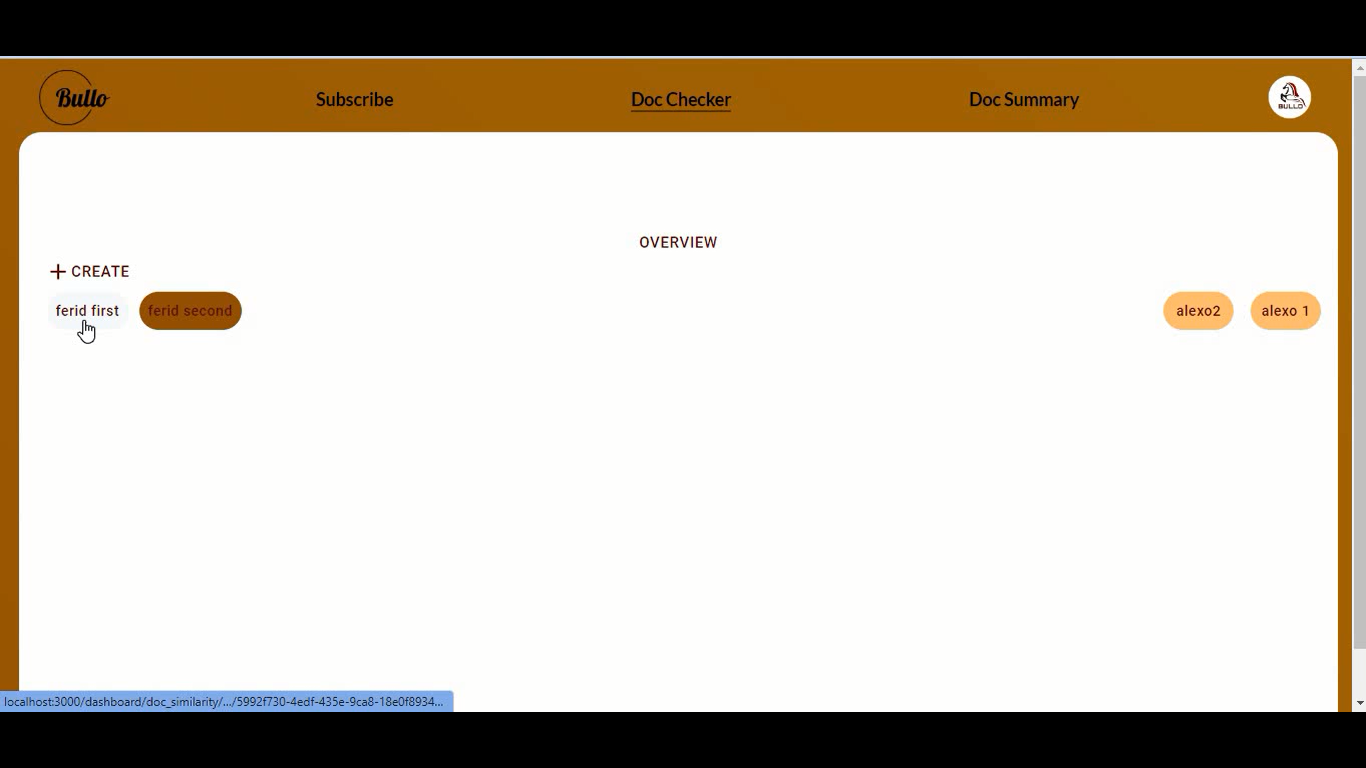 Bullo
Subscribe
Doc Checker
Doc Summary
BULLO
OVERVIEW
+ CREATE
ferid first
ferid second
alexo2
alexo 1
localhost:3000/dashboard/doc_similarity/.../5992f730-4edf-435e-9ca8-18e0f8934...